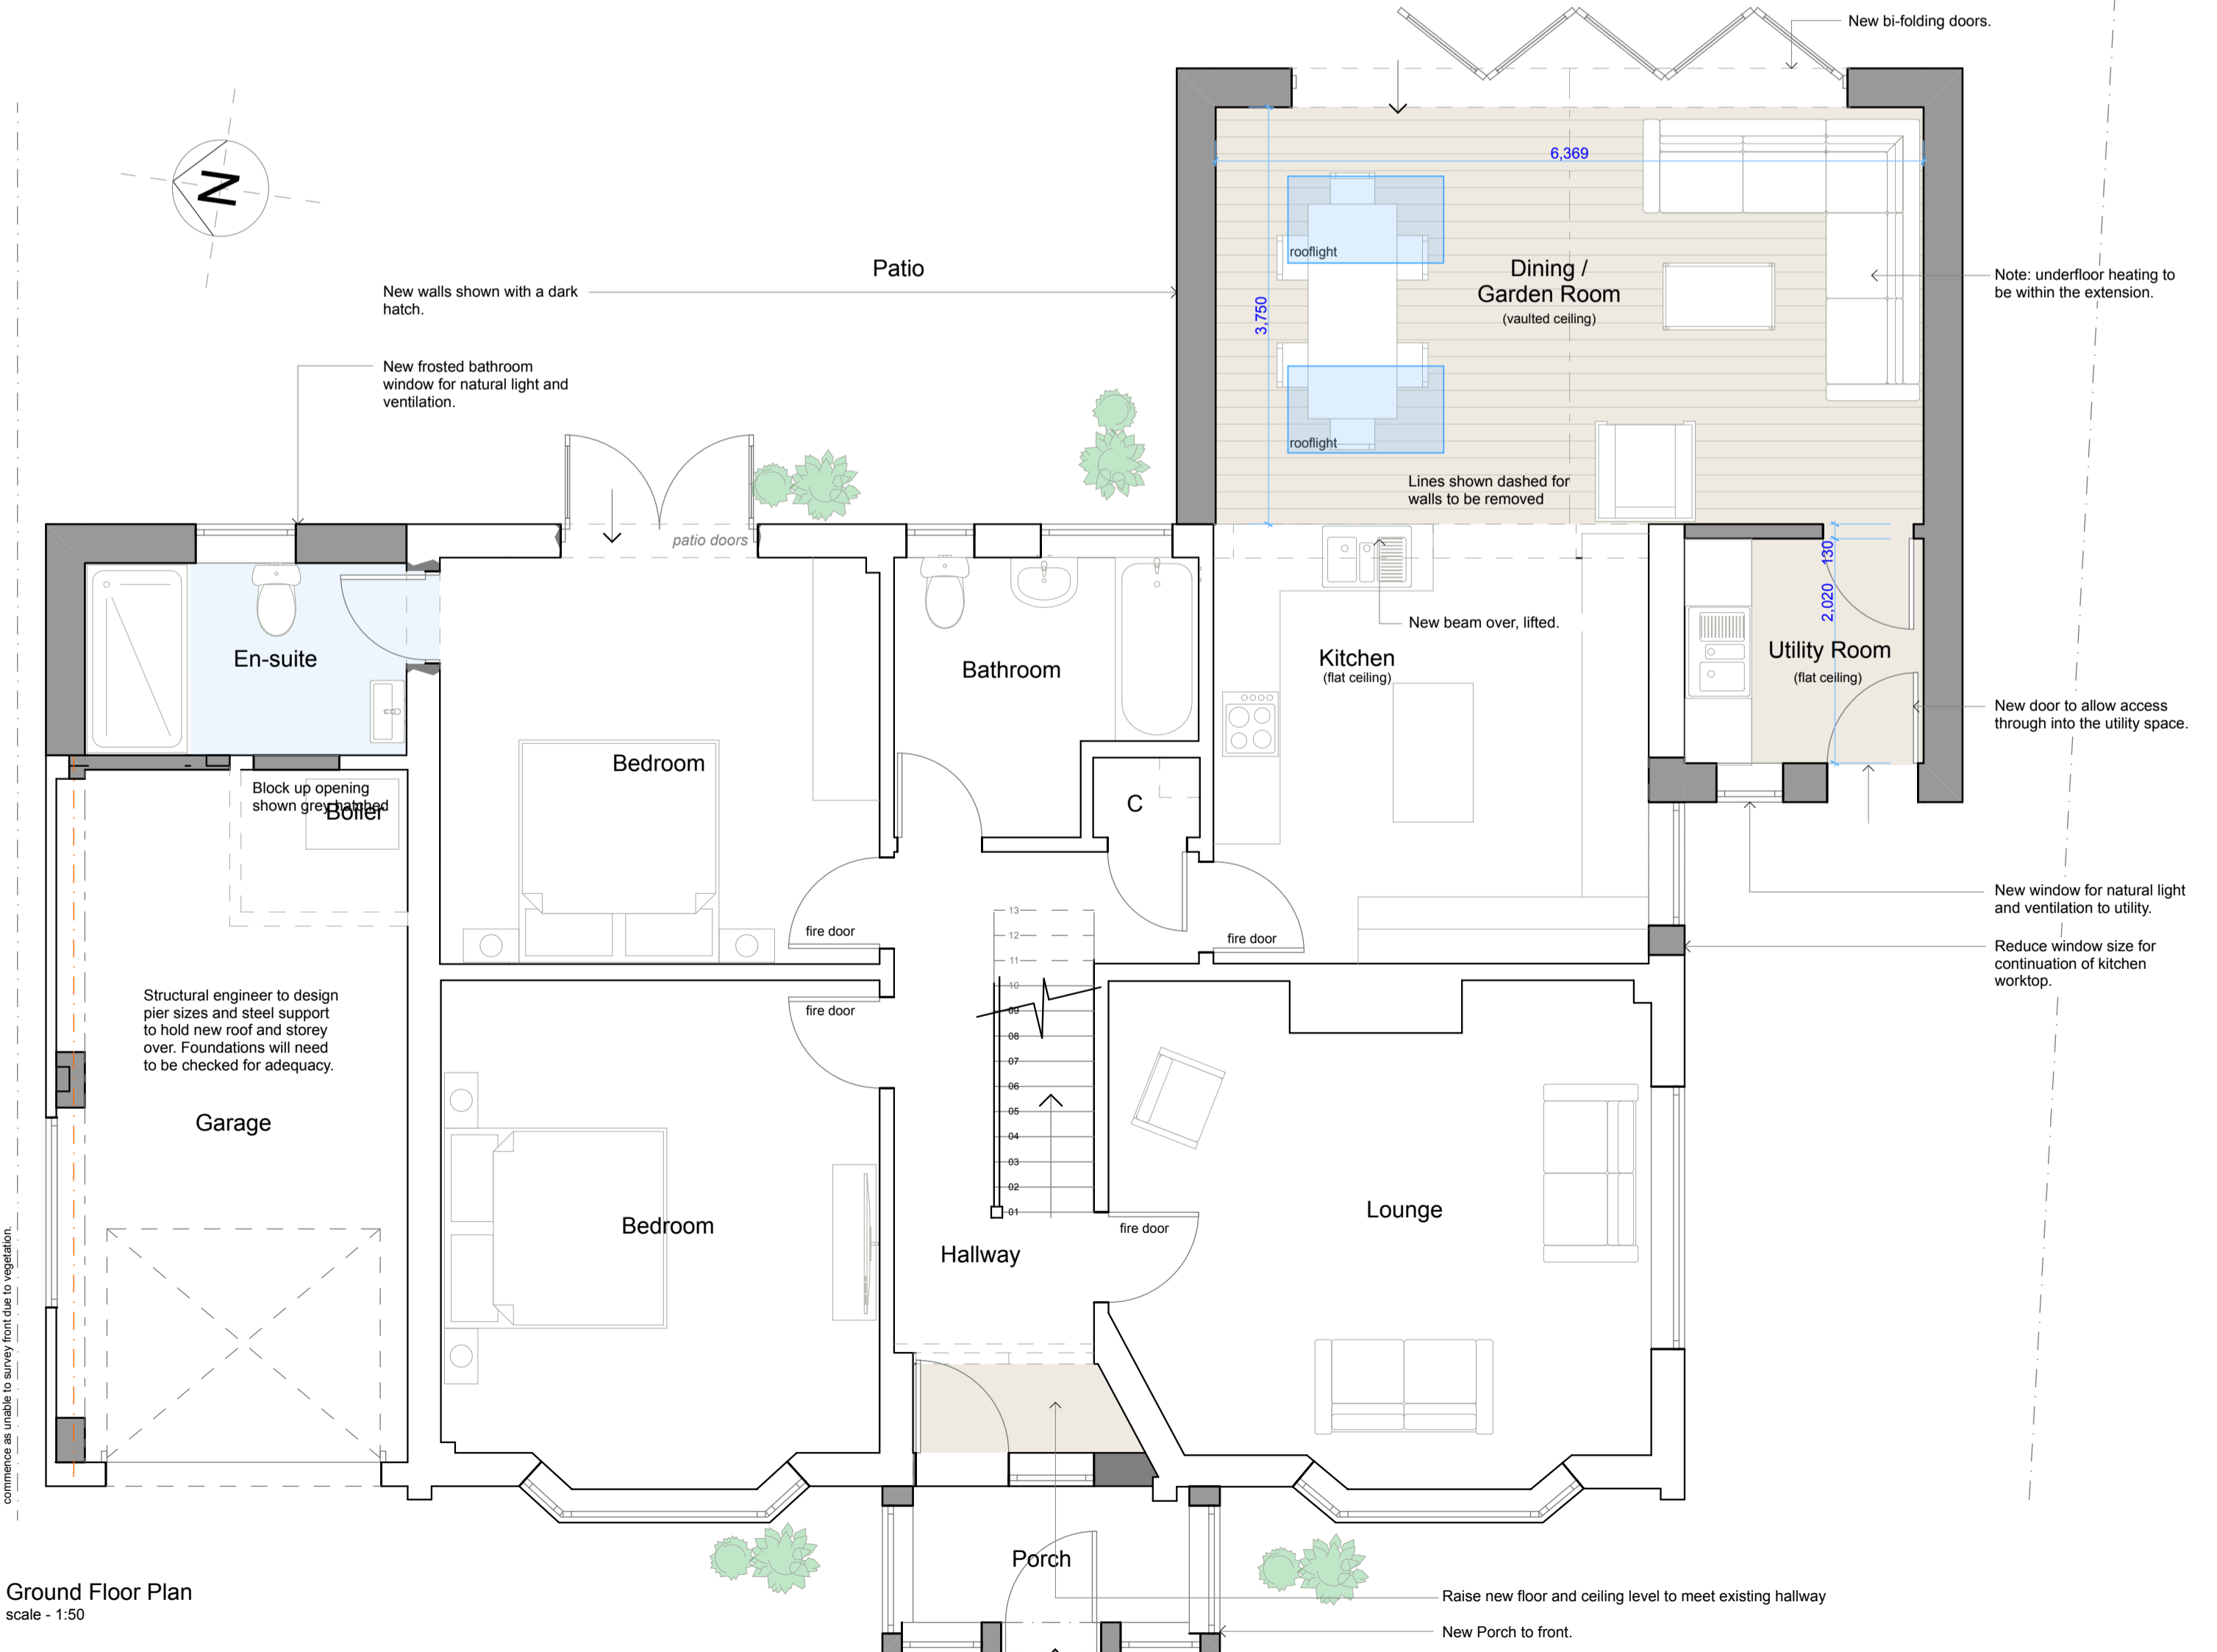 New bi-folding doors.
N
6,369
rooflight
Patio
Dining /
Garden Room
(vaulted ceiling)
Note: underfloor heating to
be within the extension.
New walls shown with a dark
hatch.
3,750
New frosted bathroom
window for natural light and
ventilation.
rooflight
Lines shown dashed for
walls to be removed
patio doors
130
2,020
New beam over, lifted.
En-suite
Bathroom
Kitchen
(flat ceiling)
Utility Room
(flat ceiling)
New door to allow access
through into the utility space.
Bedroom
Block up opening
shown grey hatched
Boiler
C
New window for natural light
and ventilation to utility.
fire door
fire door
Reduce window size for
continuation of kitchen
worktop.
13
12
11
10
09
08
07
06
05
04
03
02
01
fire door
Structural engineer to design
pier sizes and steel support
to hold new roof and storey
over. Foundations will need
to be checked for adequacy.
Garage
Bedroom
Lounge
fire door
Hallway
commence as unable to survey front due to vegetation.
Porch
Ground Floor Plan
scale - 1:50
Raise new floor and ceiling level to meet existing hallway
New Porch to front.